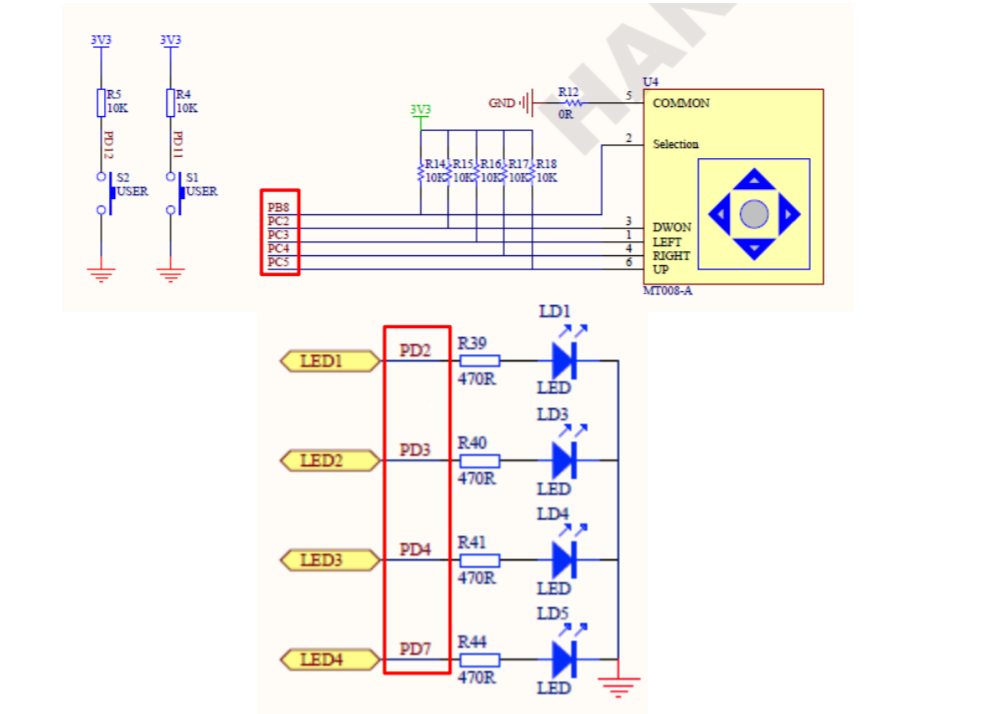 3V3
3V3
R5
10K
R4
10K
PD12
PD11
S2
USER
S1
USER
HAN
U4
GND
R12
0R
5
COMMON
3V3
2
Selection
R14
10K
R15
10K
R16
10K
R17
10K
R18
10K
PB8
PC2
PC3
PC4
PC5
3
DWON
1
LEFT
4
RIGHT
6
UP
MT008-A
LD1
LED1
PD2
R39
470R
LED
LD3
LED2
PD3
R40
470R
LED
LD4
LED3
PD4
R41
470R
LED
LD5
LED4
PD7
R44
470R
LED